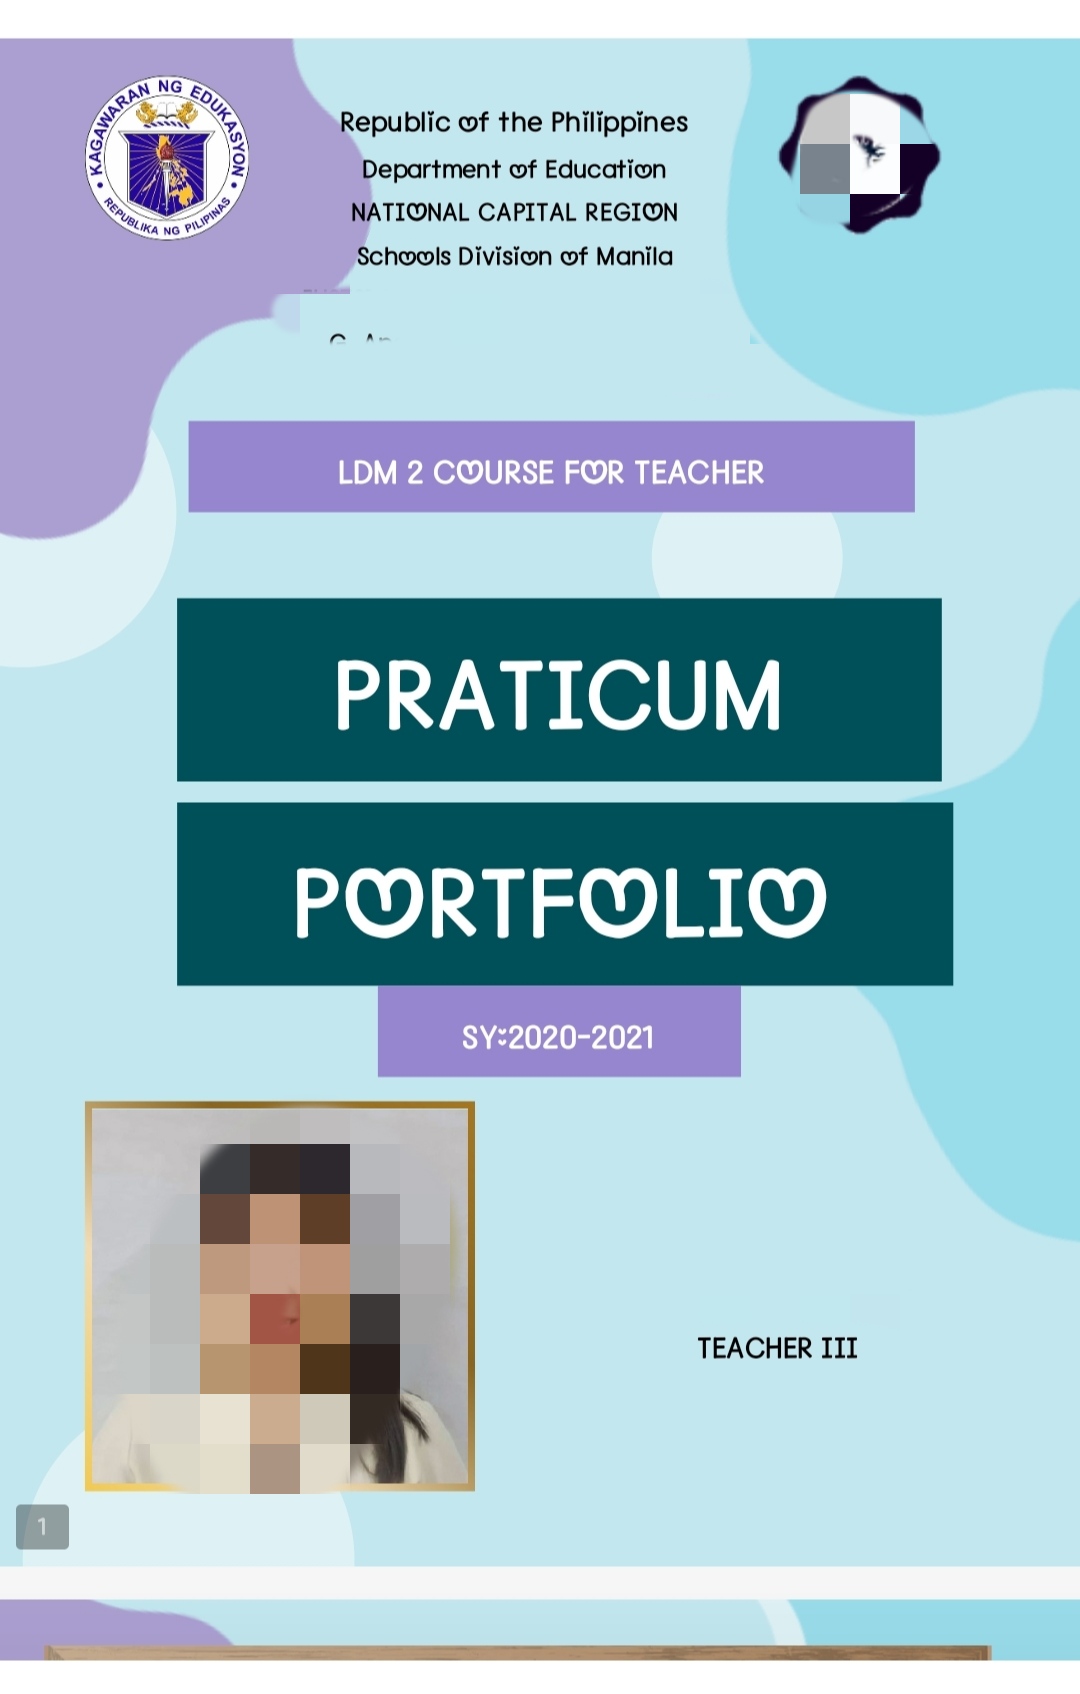 KAGAWARAN NG EDUKASYON
REPUBLIKA NG PILIPINAS
Republic of the Philippines
Department of Education
NATIONAL CAPITAL REGION
Schools Division of Manila
LDM 2 COURSE FOR TEACHER
PRATICUM
PORTFOLIO
SY:2020-2021
TEACHER III
1